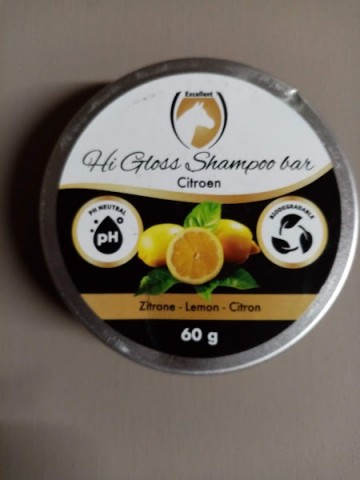 Excellent
Hi Gloss Shampoo bar
Citroen
PH NEUTRAL
pH
BIODEGRADABLE
Zitrone - Lemon - Citron
60 g